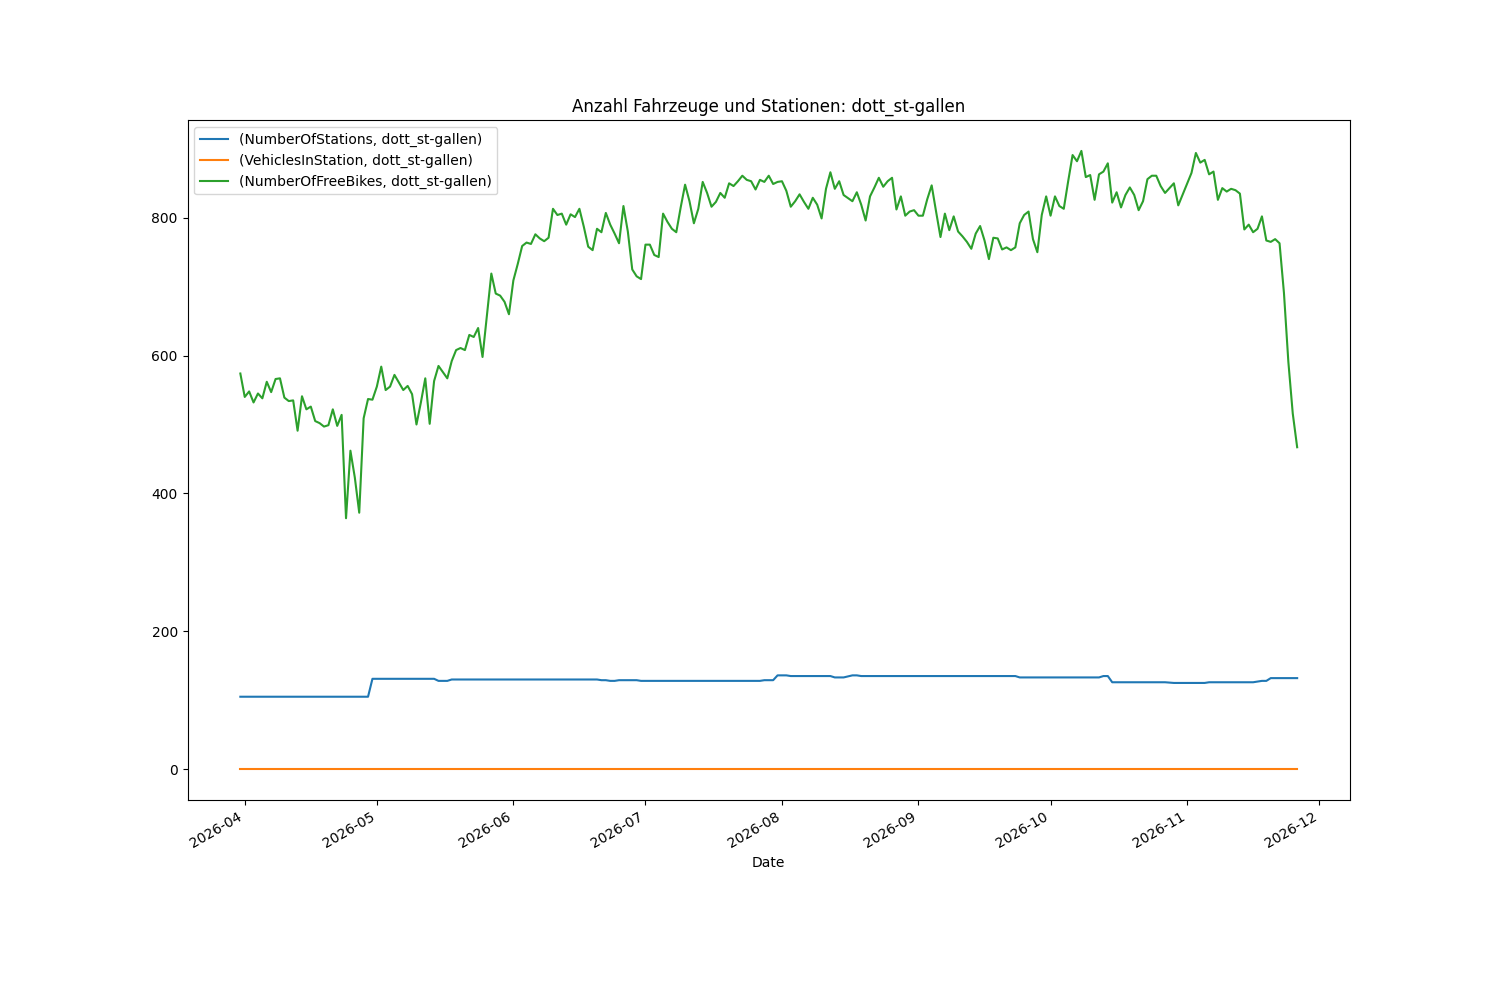 Anzahl Fahrzeuge und Stationen: dott_st-gallen
(NumberOfStations, dott_st-gallen)
(VehiclesInStation, dott_st-gallen)
(NumberOfFreeBikes, dott_st-gallen)
800
600
400
200
0
2026-04 2026-05 2026-06 2026-07 2026-08 2026-09 2026-10 2026-11 2026-12
Date